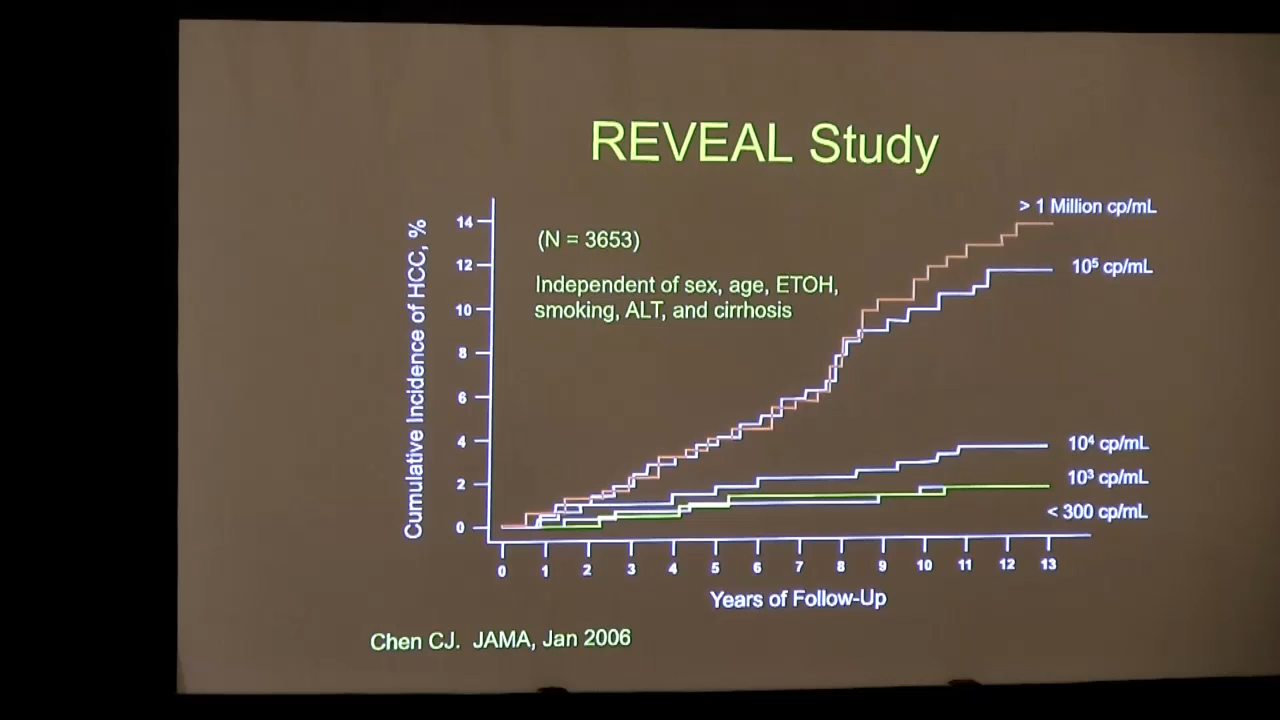 REVEAL Study
Cumulative Incidence of HCC, %
14
12
10
8
6
4
2
0
(N = 3653)
Independent of sex, age, ETOH,
smoking, ALT, and cirrhosis
> 1 Million cp/mL
10⁵ cp/mL
10⁴ cp/mL
10³ cp/mL
< 300 cp/mL
0 1 2 3 4 5 6 7 8 9 10 11 12 13
Years of Follow-Up
Chen CJ. JAMA, Jan 2006